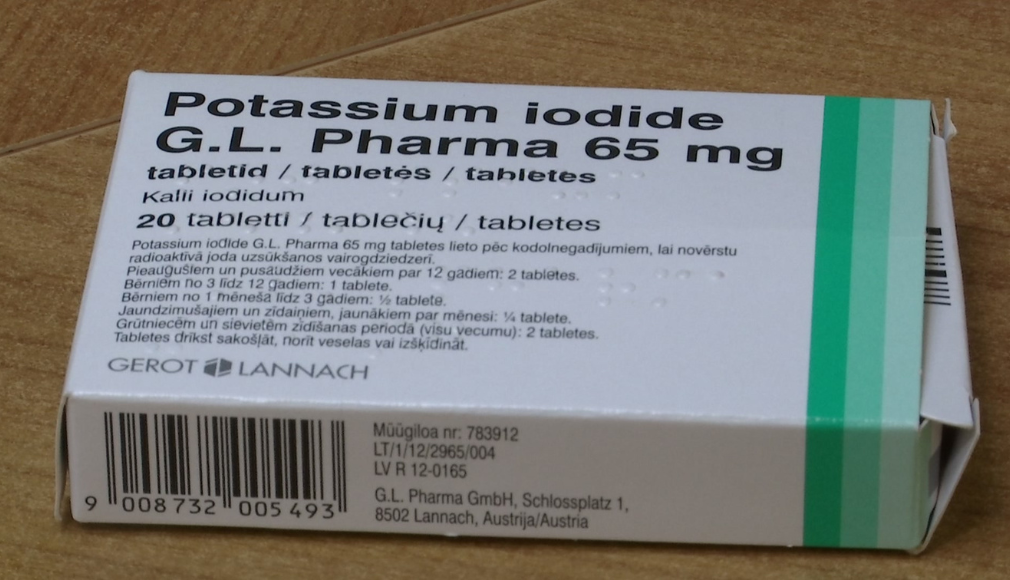 Potassium iodide
G.L. Pharma 65 mg
tabletid / tabletės / tabletes
Kalii iodidum
20 tabletti / tablečių / tabletes
Potassium iodide G.L. Pharma 65 mg tabletes lieto pēc kodolnegadījumiem, lai novērstu
radioaktīvā joda uzsūkšanos vairogdziedzerī.
Pieaugušiem un pusaudžiem vecākiem par 12 gadiem: 2 tabletes.
Bērniem no 3 līdz 12 gadiem: 1 tablete.
Bērniem no 1 mēneša līdz 3 gadiem: ½ tablete.
Jaundzimušajiem un zīdaiņiem, jaunākiem par mēnesi: ¼ tablete.
Grūtniecēm un sievietēm zīdīšanas periodā (visu vecumu): 2 tabletes.
Tabletes drīkst sakošļāt, norīt veselas vai izšķīdināt.
GEROT LANNACH
Müügiloa nr: 783912
LT/1/12/2965/004
LV R 12-0165
G.L. Pharma GmbH, Schlossplatz 1,
8502 Lannach, Austrija/Austria
9 008732 005493